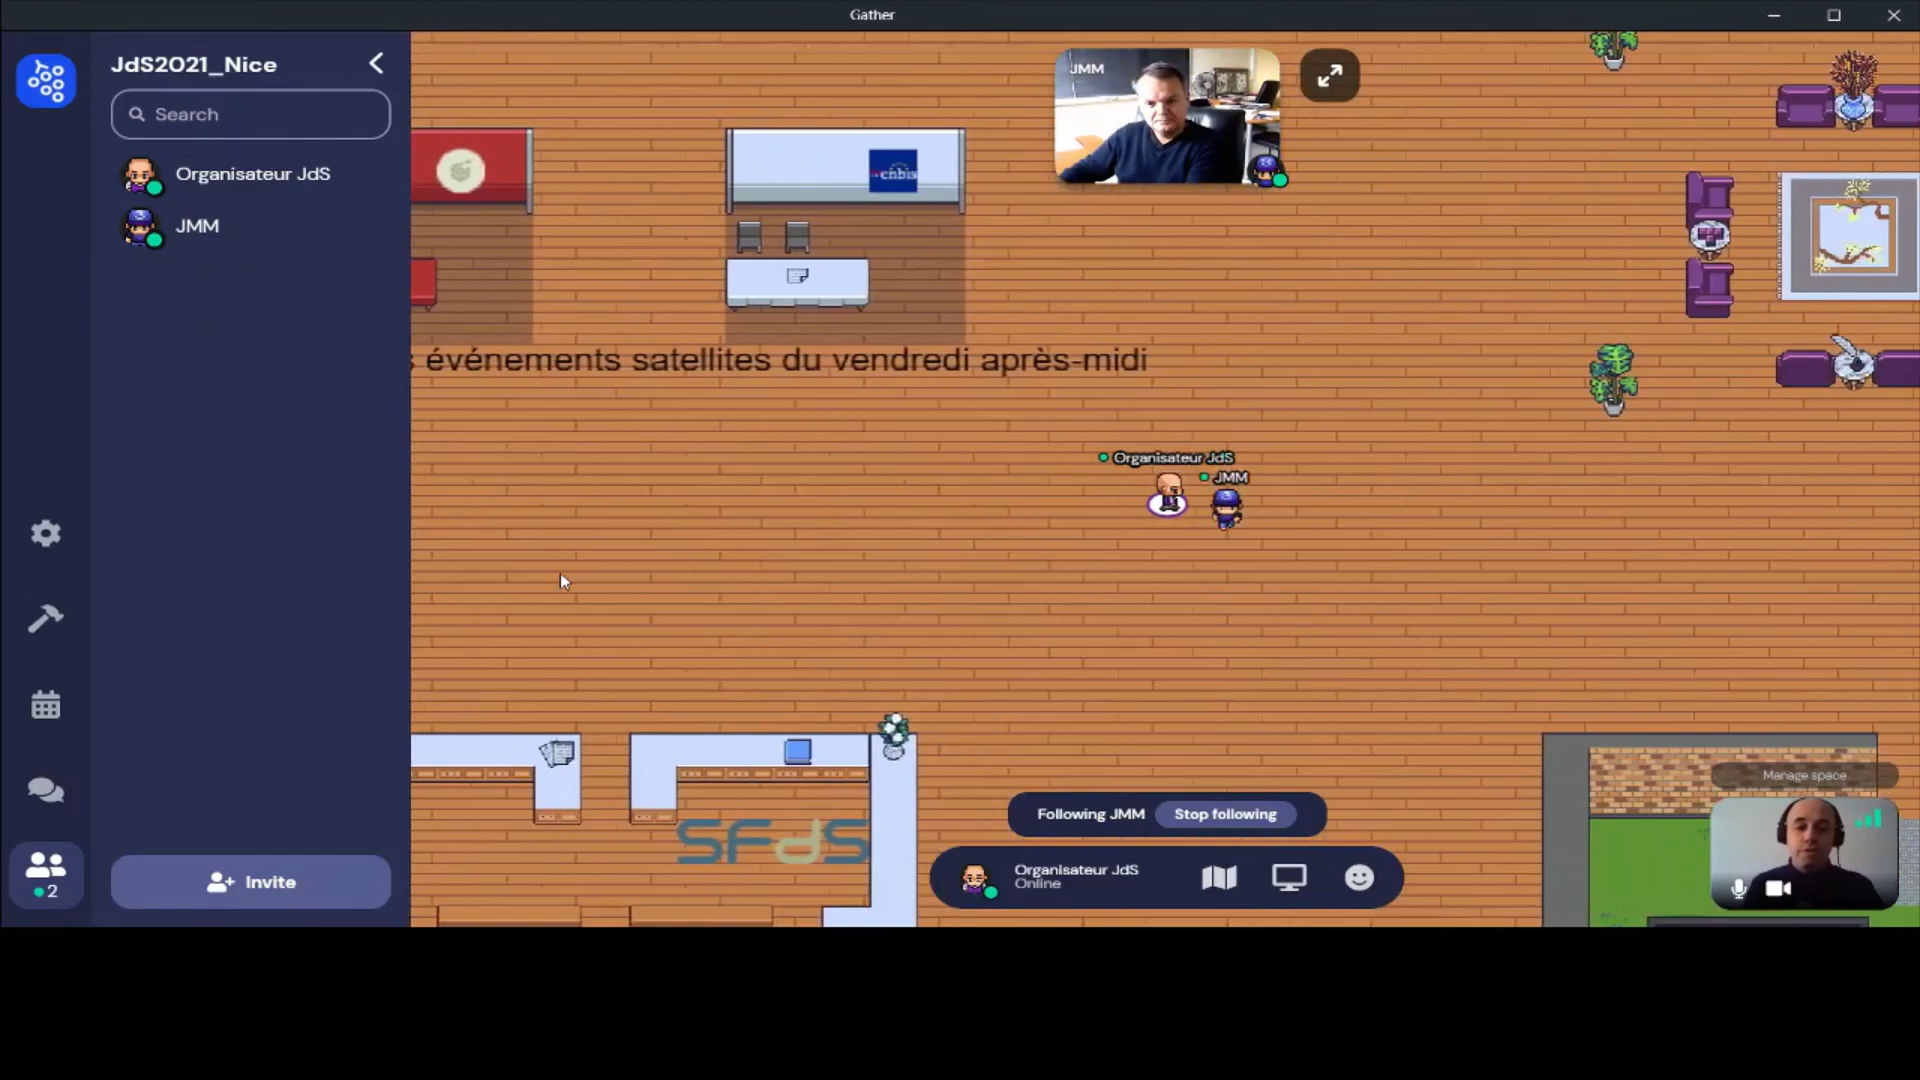 Gather
JdS2021_Nice
Search
Organisateur JdS
JMM
JMM
cnbis
événements satellites du vendredi après-midi
Organisateur JdS
JMM
SFdS
Following JMM
Stop following
Organisateur JdS
Online
Manage space
Invite
2